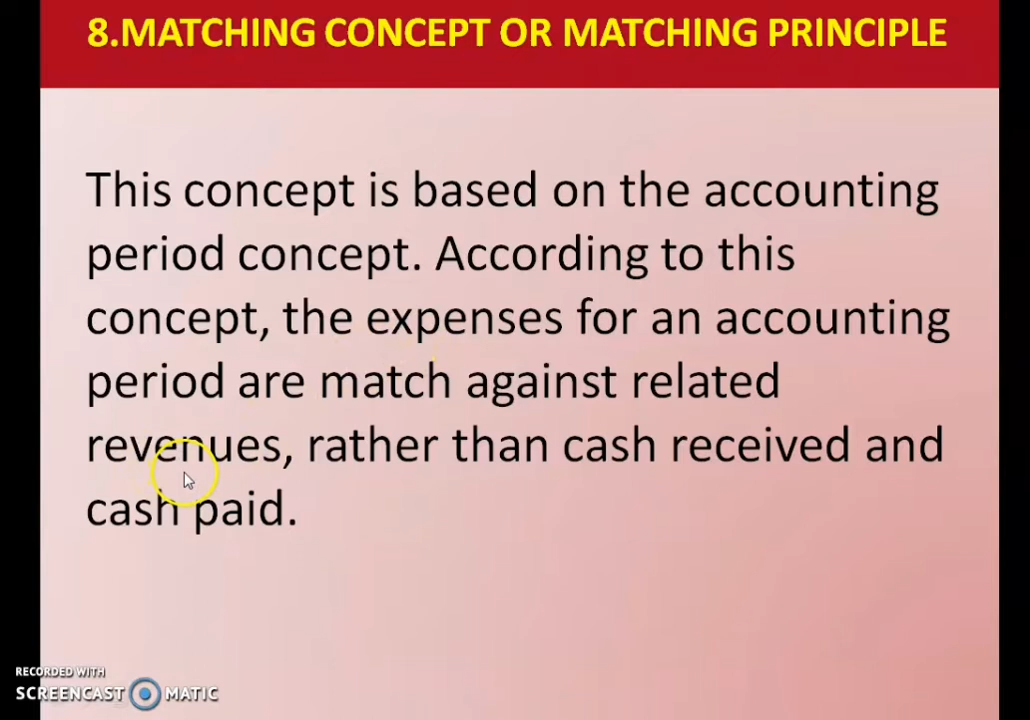 8.MATCHING CONCEPT OR MATCHING PRINCIPLE
This concept is based on the accounting
period concept. According to this
concept, the expenses for an accounting
period are match against related
revenues, rather than cash received and
cash paid.
RECORDED WITH
SCREENCAST MATIC